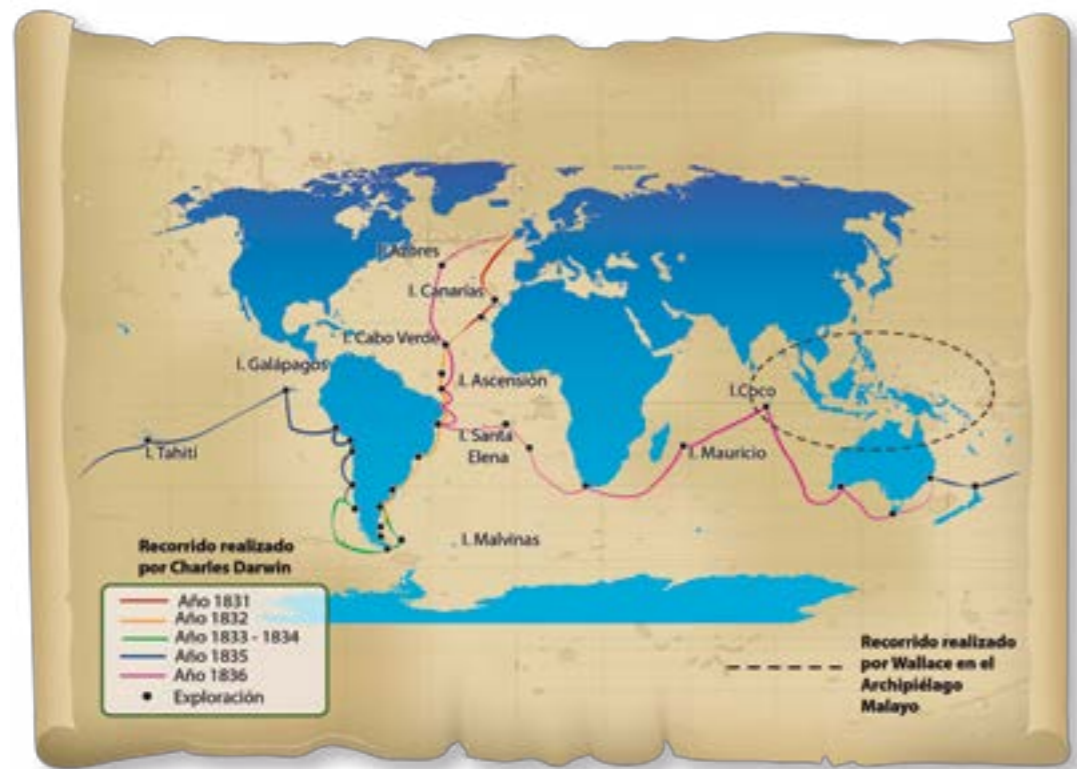 I. Azores
I. Canarías
I. Cabo Verde
I. Galápagos
I. Ascensión
I.Coco
I. Tahití
I. Santa
Elena
I. Mauricio
I. Malvinas
Recorrido realizado
por Charles Darwin
Año 1831
Año 1832
Año 1833 - 1834
Año 1835
Año 1836
Exploración
Recorrido realizado
por Wallace en el
Archipiélago
Malayo